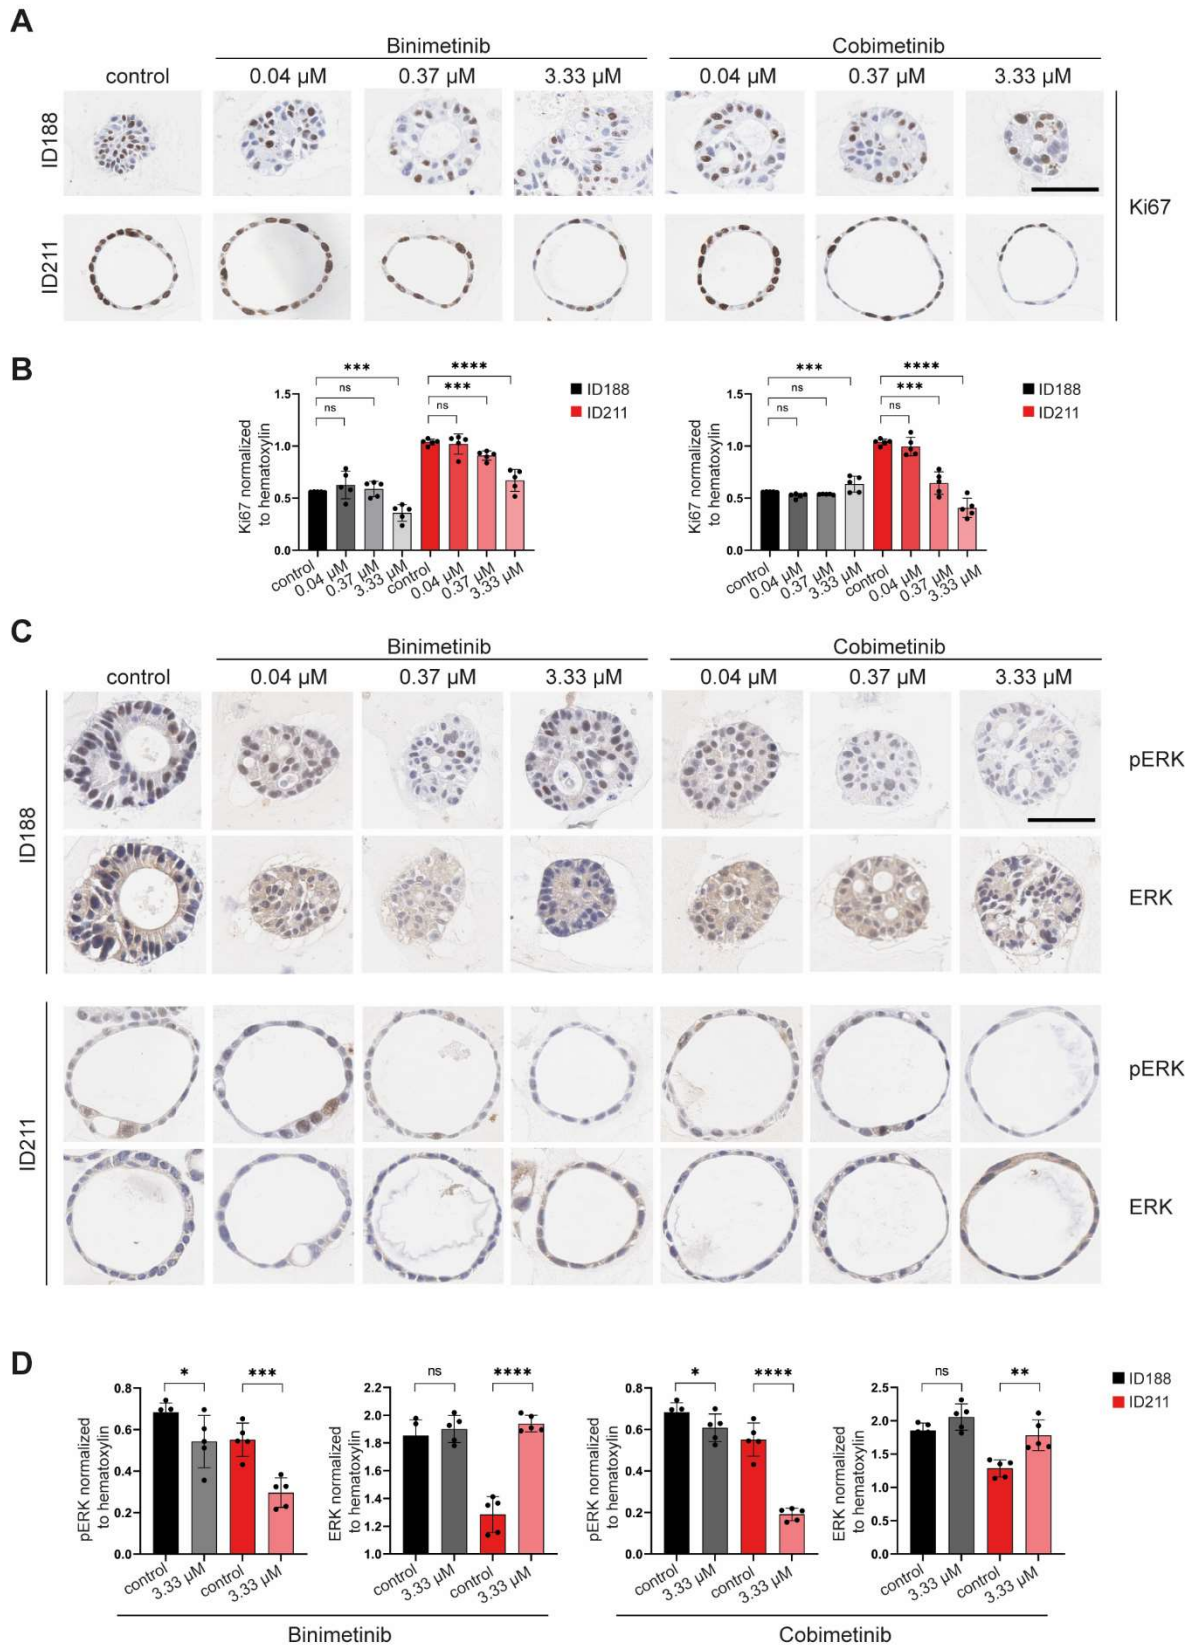 A
Binimetinib
Cobimetinib
control
0.04 µM
0.37 µM
3.33 µM
0.04 µM
0.37 µM
3.33 µM
ID188
ID211
Ki67
B
Ki67 normalized
to hematoxylin
1.5
1.0
0.5
0.0
***
ns
ns
****
***
ns
control
0.04 µM
0.37 µM
3.33 µM
control
0.04 µM
0.37 µM
3.33 µM
ID188
ID211
Ki67 normalized
to hematoxylin
1.5
1.0
0.5
0.0
***
ns
ns
****
***
ns
control
0.04 µM
0.37 µM
3.33 µM
control
0.04 µM
0.37 µM
3.33 µM
ID188
ID211
C
Binimetinib
Cobimetinib
control
0.04 µM
0.37 µM
3.33 µM
0.04 µM
0.37 µM
3.33 µM
ID188
pERK
ERK
ID211
pERK
ERK
D
pERK normalized
to hematoxylin
0.8
0.6
0.4
0.2
0.0
*
***
control
3.33 µM
control
3.33 µM
ERK normalized
to hematoxylin
2.2
2.0
1.8
1.6
1.4
1.2
1.0
ns
****
control
3.33 µM
control
3.33 µM
Binimetinib
pERK normalized
to hematoxylin
0.8
0.6
0.4
0.2
0.0
*
****
control
3.33 µM
control
3.33 µM
ERK normalized
to hematoxylin
2.5
2.0
1.5
1.0
0.5
0.0
ns
**
control
3.33 µM
control
3.33 µM
Cobimetinib
ID188
ID211